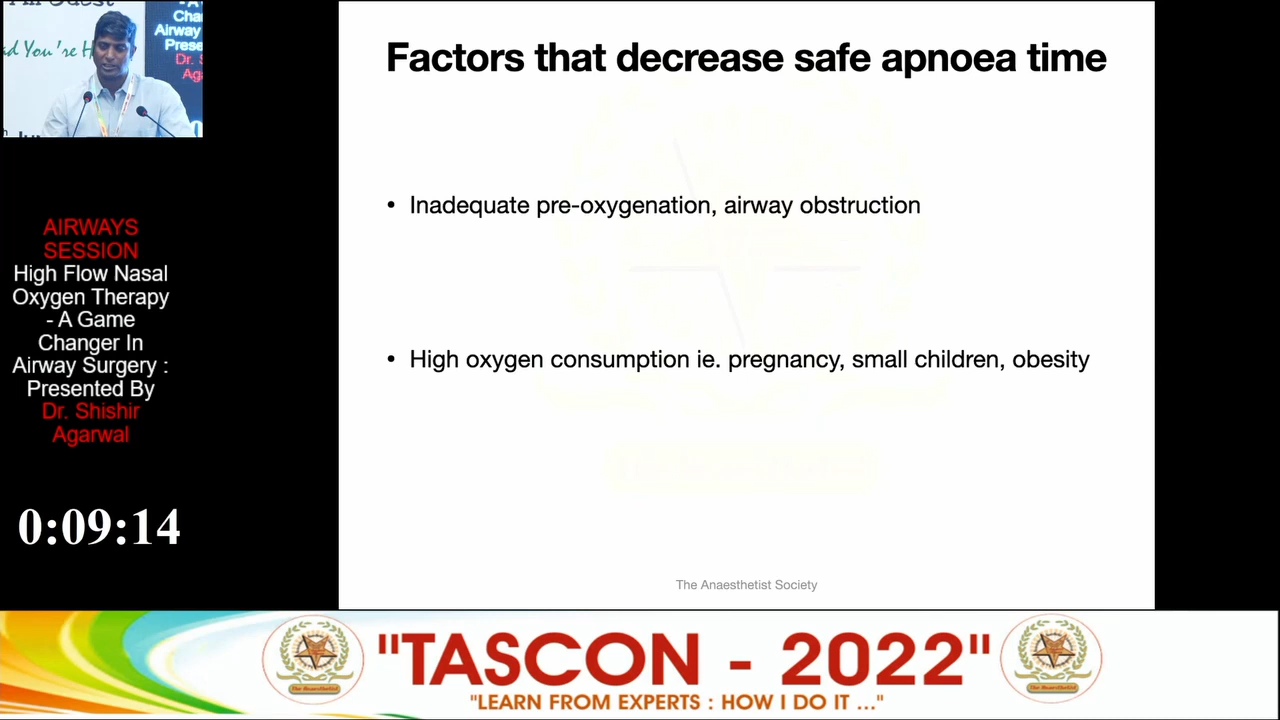 Factors that decrease safe apnoea time
• Inadequate pre-oxygenation, airway obstruction
• High oxygen consumption ie. pregnancy, small children, obesity
The Anaesthetist Society
AIRWAYS
SESSION
High Flow Nasal
Oxygen Therapy
- A Game
Changer In
Airway Surgery :
Presented By
Dr. Shishir
Agarwal
0:09:14
"TASCON - 2022"
"LEARN FROM EXPERTS : HOW I DO IT ..."